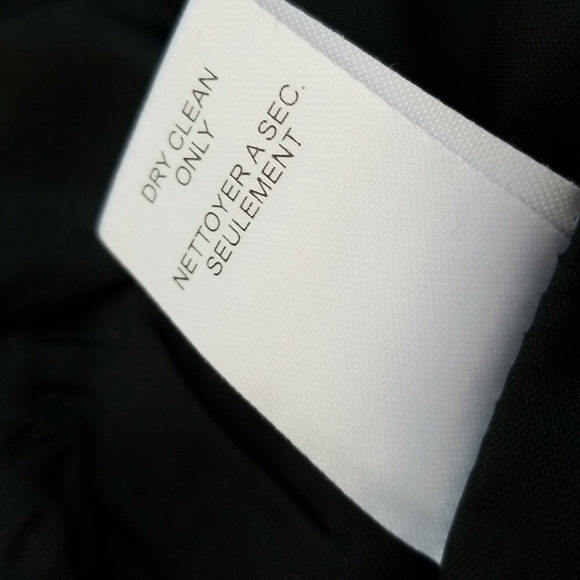 DRY CLEAN
ONLY
NETTOYER A SEC.
SEULEMENT